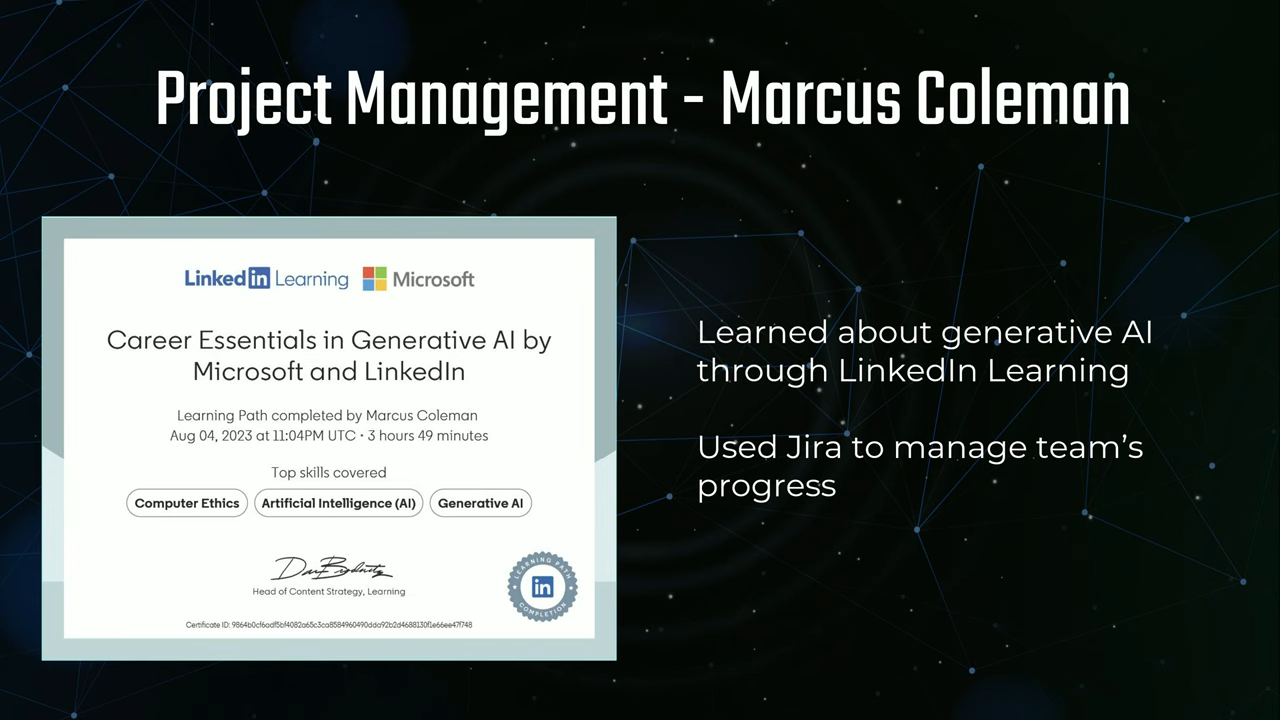 Project Management - Marcus Coleman
Linked in Learning Microsoft
Career Essentials in Generative AI by
Microsoft and LinkedIn
Learning Path completed by Marcus Coleman
Aug 04, 2023 at 11:04PM UTC · 3 hours 49 minutes
Top skills covered
Computer Ethics Artificial Intelligence (AI) Generative AI
Head of Content Strategy, Learning
LEARNING PATH
in
COMPLETION
Learned about generative AI
through LinkedIn Learning
Used Jira to manage team’s
progress